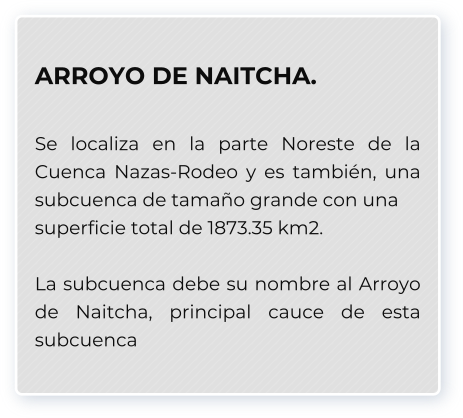 ARROYO DE NAITCHA.
Se localiza en la parte Noreste de la
Cuenca Nazas-Rodeo y es también, una
subcuenca de tamaño grande con una
superficie total de 1873.35 km2.
La subcuenca debe su nombre al Arroyo
de Naitcha, principal cauce de esta
subcuenca